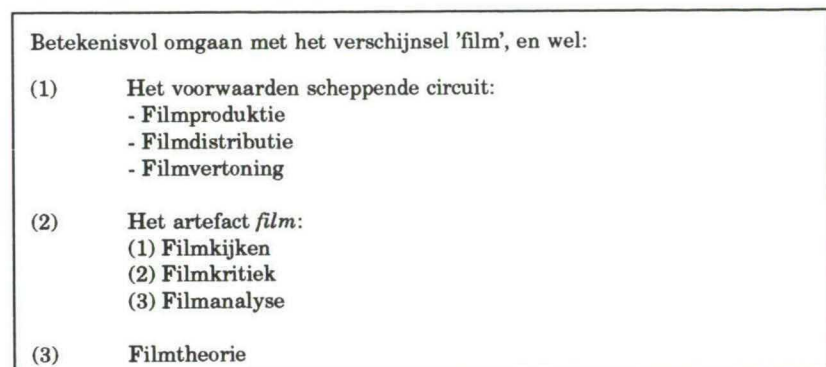 Betekenisvol omgaan met het verschijnsel 'film', en wel:
(1) Het voorwaarden scheppende circuit:
- Filmproduktie
- Filmdistributie
- Filmvertoning
(2) Het artefact film:
(1) Filmkijken
(2) Filmkritiek
(3) Filmanalyse
(3) Filmtheorie